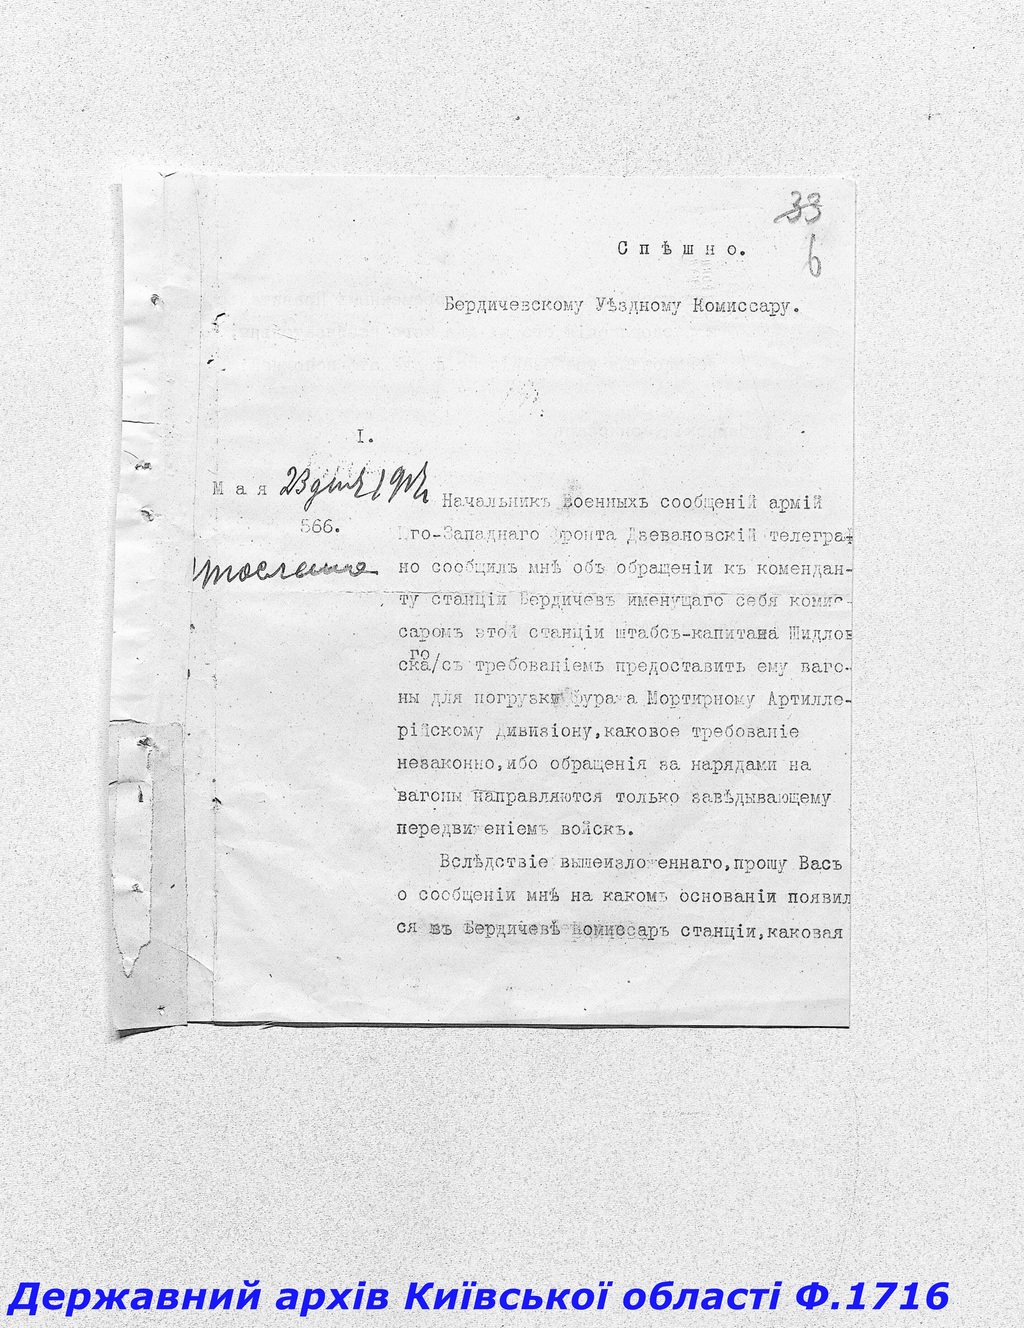 33
6
Спѣшно.
Бердичевскому Уѣздному Комиссару.
I.
Мая 23 дня 1917
566.
Начальникъ Военныхъ сообщеній армій
Юго-Западнаго Фронта Дзевановскій телеграф
но сообщилъ мнѣ объ обращеніи къ комендан-
ту станціи Бердичевъ именущаго себя комис-
саромъ этой станціи штабсъ-капитана Шидлов
ска/го съ требованіемъ предоставить ему ваго-
ны для погрузки фуража Мортирному Артилле-
рійскому дивизіону,каковое требованіе
незаконно,ибо обращенія за нарядами на
вагоны направляются только завѣдывающему
передвиженіемъ войскъ.
Вслѣдствіе вышеизложеннаго,прошу Васъ
о сообщеніи мнѣ на какомъ основаніи появил
ся въ Бердичевѣ комиссаръ станціи,каковая
Державний архів Київської області Ф.1716